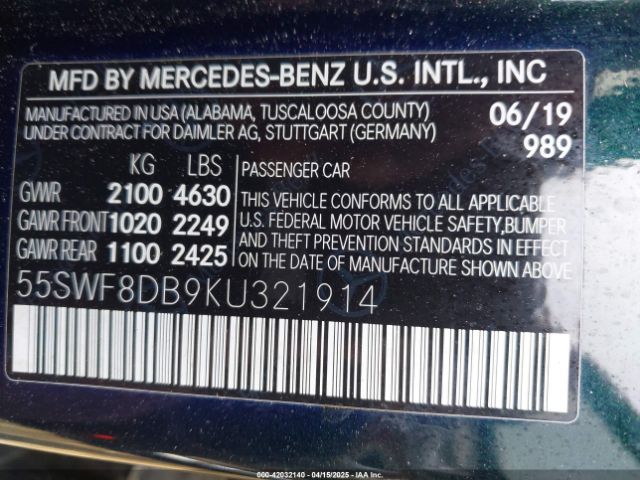 MFD BY MERCEDES-BENZ U.S. INTL., INC
MANUFACTURED IN USA (ALABAMA, TUSCALOOSA COUNTY) 06/19
UNDER CONTRACT FOR DAIMLER AG, STUTTGART (GERMANY) 989
KG LBS PASSENGER CAR
GWR 2100 4630 THIS VEHICLE CONFORMS TO ALL APPLICABLE
GAWR FRONT 1020 2249 U.S. FEDERAL MOTOR VEHICLE SAFETY,BUMPER
GAWR REAR 1100 2425 AND THEFT PREVENTION STANDARDS IN EFFECT
ON THE DATE OF MANUFACTURE SHOWN ABOVE.
55SWF8DB9KU321914
000-42032140 - 04/15/2025 - IAAI.COM